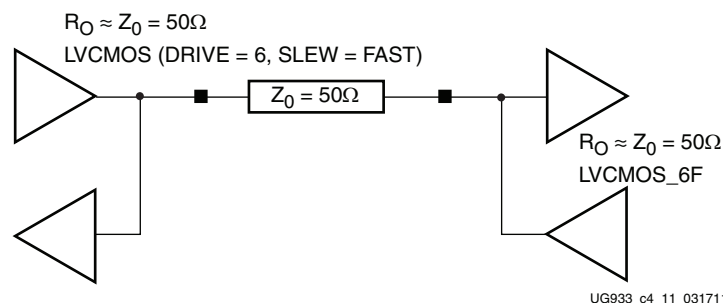 R_O ≈ Z_0 = 50Ω
LVCMOS (DRIVE = 6, SLEW = FAST)
Z_0 = 50Ω
R_O ≈ Z_0 = 50Ω
LVCMOS_6F
UG933_c4_11_031711